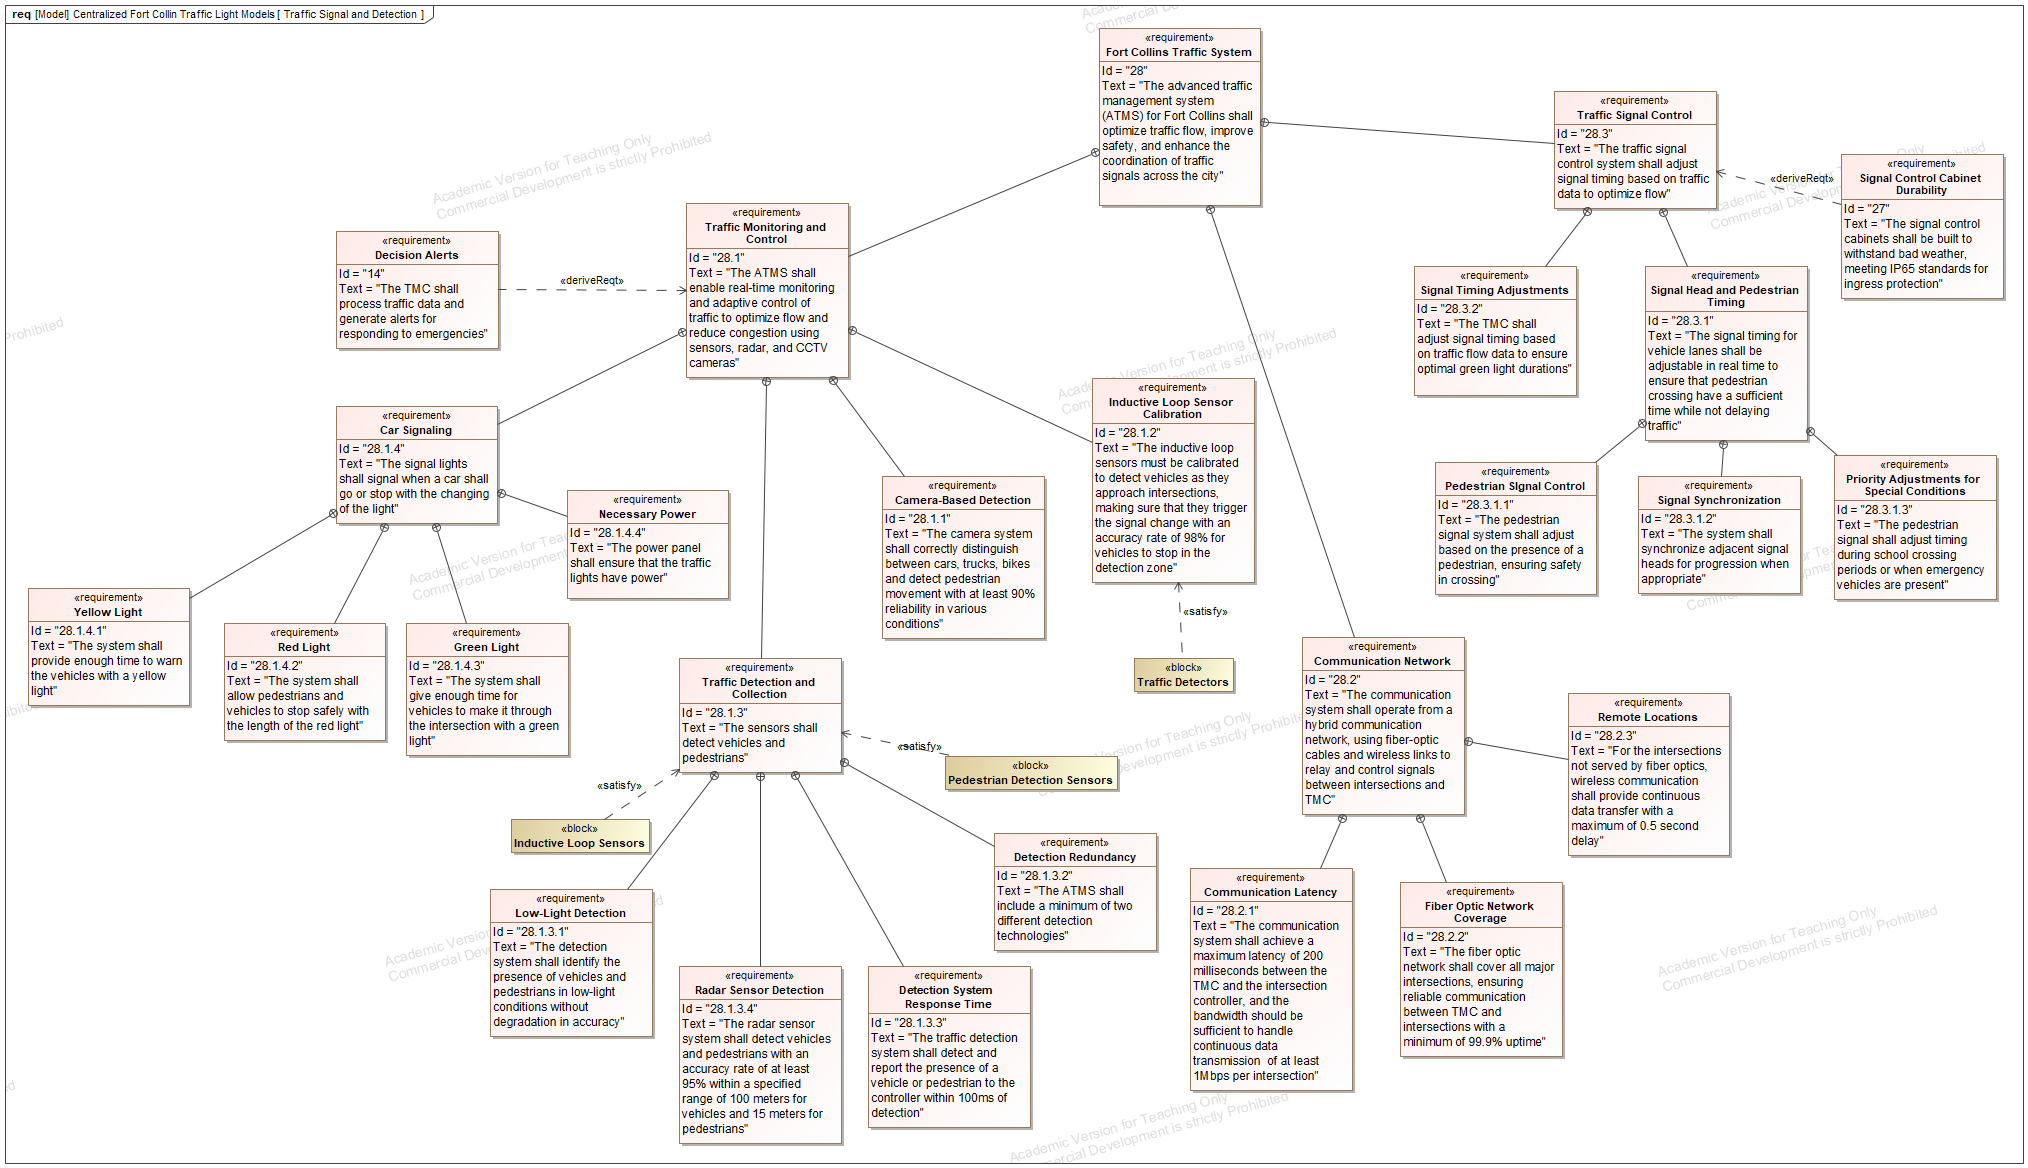 req [Model] Centralized Fort Collin Traffic Light Models [ Traffic Signal and Detection ]
«requirement»
Fort Collins Traffic System
Id = "28"
Text = "The advanced traffic
management system
(ATMS) for Fort Collins shall
optimize traffic flow, improve
safety, and enhance the
coordination of traffic
signals across the city"
«requirement»
Traffic Signal Control
Id = "28.3"
Text = "The traffic signal
control system shall adjust
signal timing based on traffic
data to optimize flow"
«deriveReqt»
«requirement»
Signal Control Cabinet
Durability
Id = "27"
Text = "The signal control
cabinets shall be built to
withstand bad weather,
meeting IP65 standards for
ingress protection"
«requirement»
Traffic Monitoring and
Control
Id = "28.1"
Text = "The ATMS shall
enable real-time monitoring
and adaptive control of
traffic to optimize flow and
reduce congestion using
sensors, radar, and CCTV
cameras"
«requirement»
Decision Alerts
Id = "14"
Text = "The TMC shall
process traffic data and
generate alerts for
responding to emergencies"
«deriveReqt»
«requirement»
Signal Timing Adjustments
Id = "28.3.2"
Text = "The TMC shall
adjust signal timing based
on traffic flow data to ensure
optimal green light durations"
«requirement»
Signal Head and Pedestrian
Timing
Id = "28.3.1"
Text = "The signal timing for
vehicle lanes shall be
adjustable in real time to
ensure that pedestrian
crossing have a sufficient
time while not delaying
traffic"
«requirement»
Car Signaling
Id = "28.1.4"
Text = "The signal lights
shall signal when a car shall
go or stop with the changing
of the light"
«requirement»
Necessary Power
Id = "28.1.4.4"
Text = "The power panel
shall ensure that the traffic
lights have power"
«requirement»
Camera-Based Detection
Id = "28.1.1"
Text = "The camera system
shall correctly distinguish
between cars, trucks, bikes
and detect pedestrian
movement with at least 90%
reliability in various
conditions"
«requirement»
Inductive Loop Sensor
Calibration
Id = "28.1.2"
Text = "The inductive loop
sensors must be calibrated
to detect vehicles as they
approach intersections,
making sure that they trigger
the signal change with an
accuracy rate of 98% for
vehicles to stop in the
detection zone"
«satisfy»
«block»
Traffic Detectors
«requirement»
Pedestrian SIgnal Control
Id = "28.3.1.1"
Text = "The pedestrian
signal system shall adjust
based on the presence of a
pedestrian, ensuring safety
in crossing"
«requirement»
Signal Synchronization
Id = "28.3.1.2"
Text = "The system shall
synchronize adjacent signal
heads for progression when
appropriate"
«requirement»
Priority Adjustments for
Special Conditions
Id = "28.3.1.3"
Text = "The pedestrian
signal shall adjust timing
during school crossing
periods or when emergency
vehicles are present"
«requirement»
Yellow Light
Id = "28.1.4.1"
Text = "The system shall
provide enough time to warn
the vehicles with a yellow
light"
«requirement»
Red Light
Id = "28.1.4.2"
Text = "The system shall
allow pedestrians and
vehicles to stop safely with
the length of the red light"
«requirement»
Green Light
Id = "28.1.4.3"
Text = "The system shall
give enough time for
vehicles to make it through
the intersection with a green
light"
«requirement»
Traffic Detection and
Collection
Id = "28.1.3"
Text = "The sensors shall
detect vehicles and
pedestrians"
«satisfy»
«block»
Pedestrian Detection Sensors
«satisfy»
«block»
Inductive Loop Sensors
«requirement»
Communication Network
Id = "28.2"
Text = "The communication
system shall operate from a
hybrid communication
network, using fiber-optic
cables and wireless links to
relay and control signals
between intersections and
TMC"
«requirement»
Remote Locations
Id = "28.2.3"
Text = "For the intersections
not served by fiber optics,
wireless communication
shall provide continuous
data transfer with a
maximum of 0.5 second
delay"
«requirement»
Low-Light Detection
Id = "28.1.3.1"
Text = "The detection
system shall identify the
presence of vehicles and
pedestrians in low-light
conditions without
degradation in accuracy"
«requirement»
Radar Sensor Detection
Id = "28.1.3.4"
Text = "The radar sensor
system shall detect vehicles
and pedestrians with an
accuracy rate of at least
95% within a specified
range of 100 meters for
vehicles and 15 meters for
pedestrians"
«requirement»
Detection System
Response Time
Id = "28.1.3.3"
Text = "The traffic detection
system shall detect and
report the presence of a
vehicle or pedestrian to the
controller within 100ms of
detection"
«requirement»
Detection Redundancy
Id = "28.1.3.2"
Text = "The ATMS shall
include a minimum of two
different detection
technologies"
«requirement»
Communication Latency
Id = "28.2.1"
Text = "The communication
system shall achieve a
maximum latency of 200
milliseconds between the
TMC and the intersection
controller, and the
bandwidth should be
sufficient to handle
continuous data
transmission  of at least
1Mbps per intersection"
«requirement»
Fiber Optic Network
Coverage
Id = "28.2.2"
Text = "The fiber optic
network shall cover all major
intersections, ensuring
reliable communication
between TMC and
intersections with a
minimum of 99.9% uptime"
Academic Version for Teaching Only
Commercial Development is strictly Prohibited